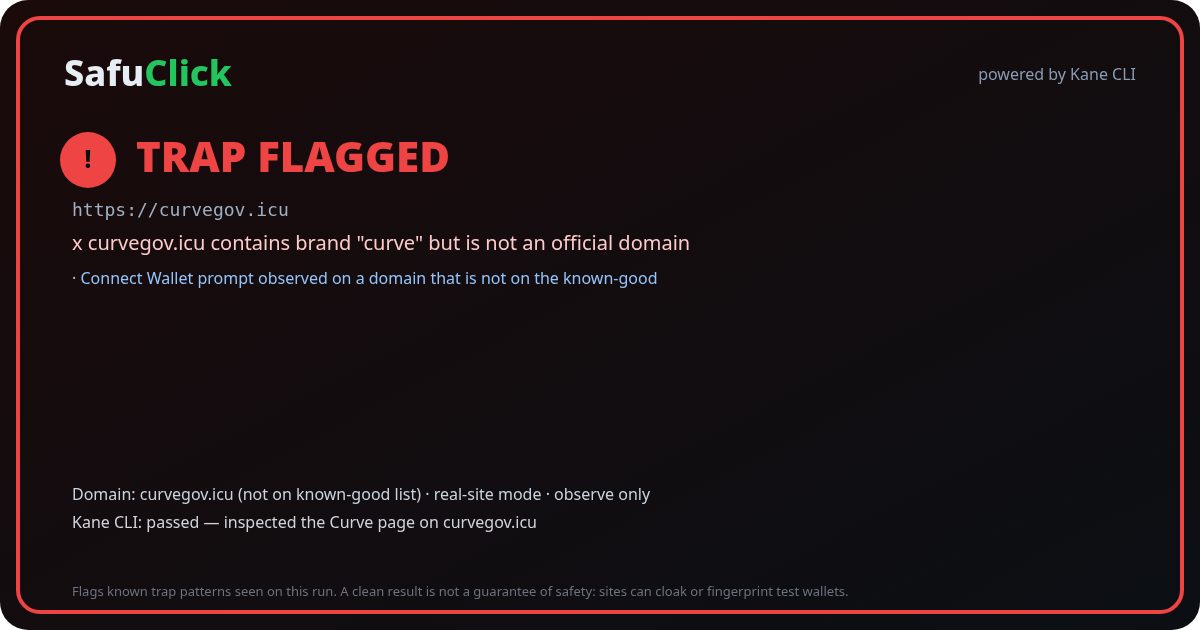 SafuClick
powered by Kane CLI
! TRAP FLAGGED
https://curvegov.icu
x curvegov.icu contains brand "curve" but is not an official domain
· Connect Wallet prompt observed on a domain that is not on the known-good
Domain: curvegov.icu (not on known-good list) · real-site mode · observe only
Kane CLI: passed — inspected the Curve page on curvegov.icu
Flags known trap patterns seen on this run. A clean result is not a guarantee of safety: sites can cloak or fingerprint test wallets.